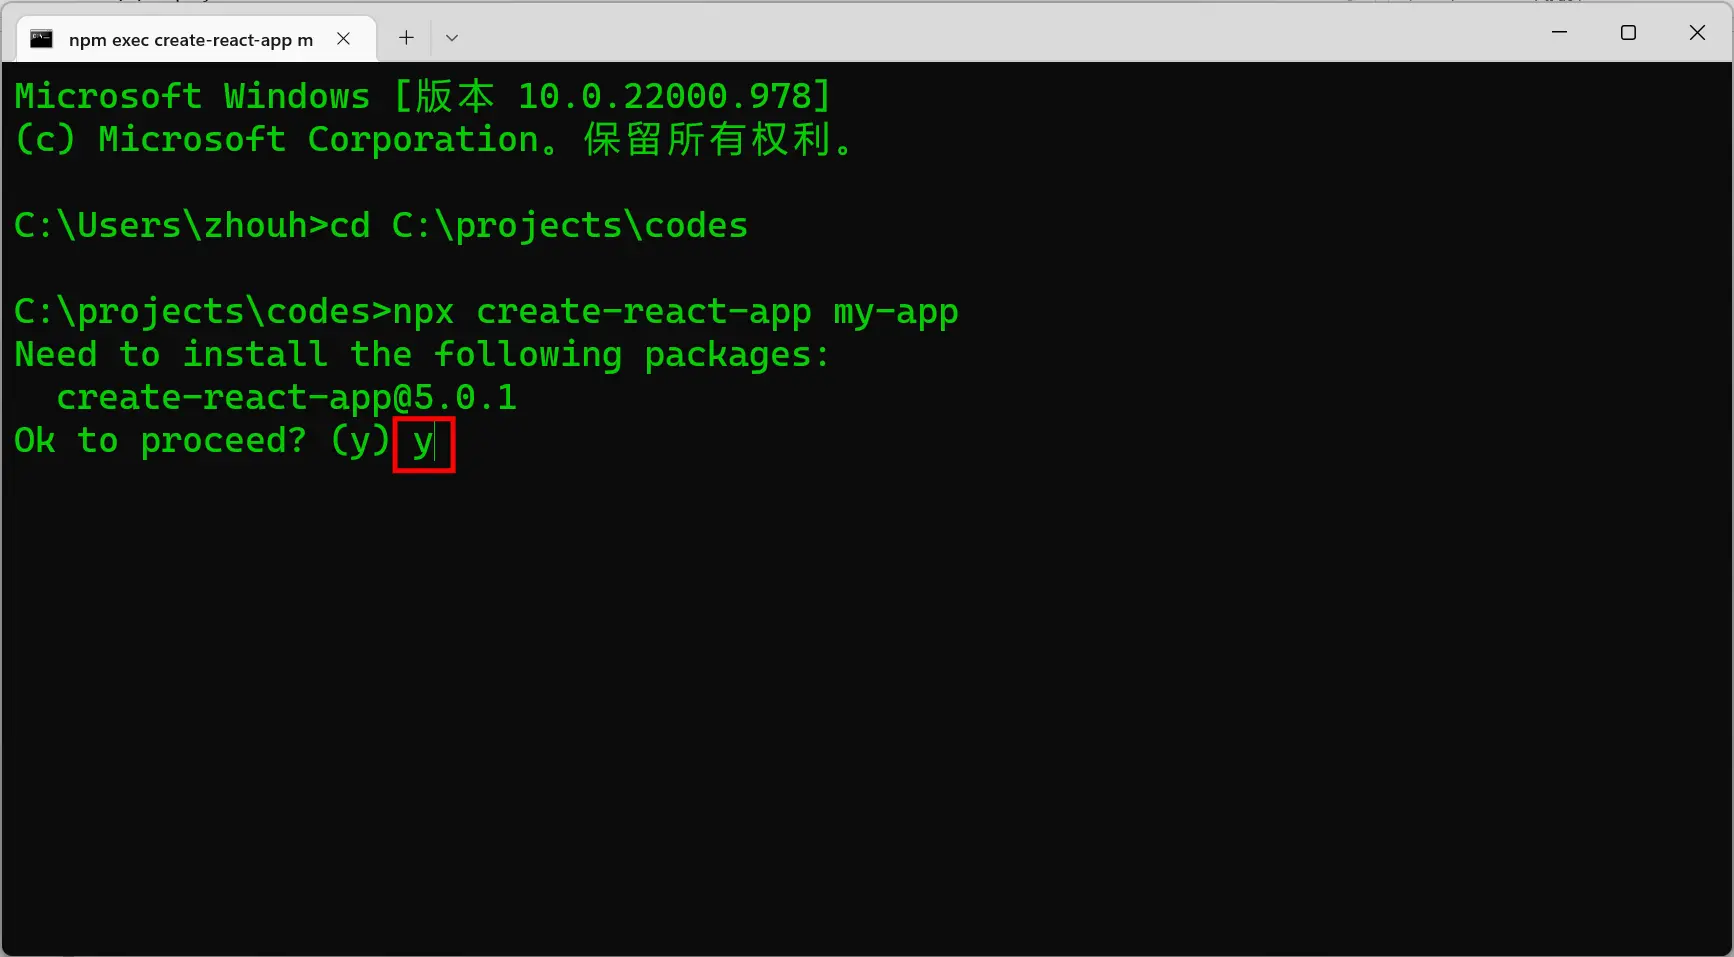 npm exec create-react-app m
Microsoft Windows [版本 10.0.22000.978]
(c) Microsoft Corporation。保留所有权利。
C:\Users\zhouh>cd C:\projects\codes
C:\projects\codes>npx create-react-app my-app
Need to install the following packages:
  create-react-app@5.0.1
Ok to proceed? (y) y